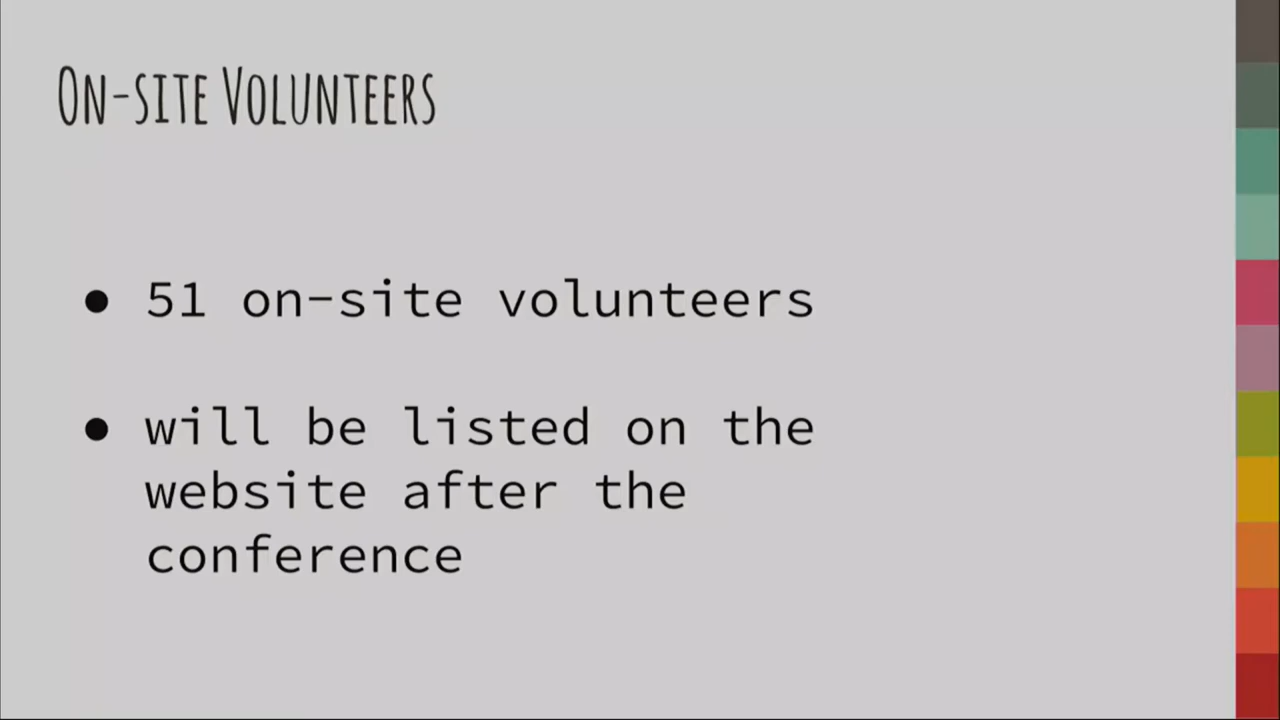 On-site Volunteers
● 51 on-site volunteers
● will be listed on the
website after the
conference